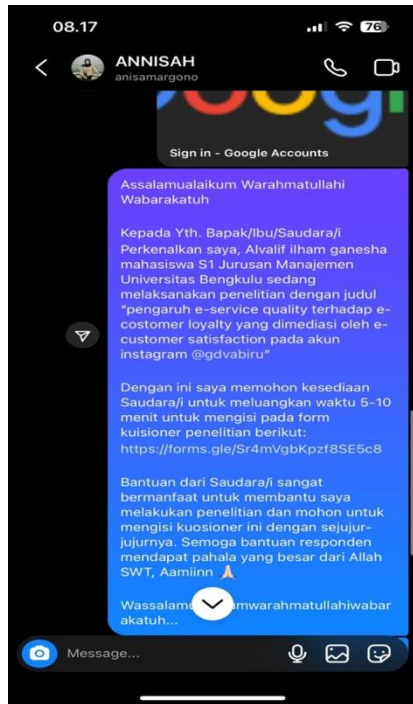 08.17
76
ANNISAH
anisamargono
Sign in - Google Accounts
Assalamualaikum Warahmatullahi
Wabarakatuh
Kepada Yth. Bapak/Ibu/Saudara/i
Perkenalkan saya, Alvalif ilham ganesha
mahasiswa S1 Jurusan Manajemen
Universitas Bengkulu sedang
melaksanakan penelitian dengan judul
"pengaruh e-service quality terhadap e-
costomer loyalty yang dimediasi oleh e-
customer satisfaction pada akun
instagram @gdvabiru"
Dengan ini saya memohon kesediaan
Saudara/i untuk meluangkan waktu 5-10
menit untuk mengisi pada form
kuisioner penelitian berikut:
https://forms.gle/Sr4mVgbKpzf8SE5c8
Bantuan dari Saudara/i sangat
bermanfaat untuk membantu saya
melakukan penelitian dan mohon untuk
mengisi kuosioner ini dengan sejujur-
jujurnya. Semoga bantuan responden
mendapat pahala yang besar dari Allah
SWT, Aamiinn 🙏🏻
akatuh...
Message...